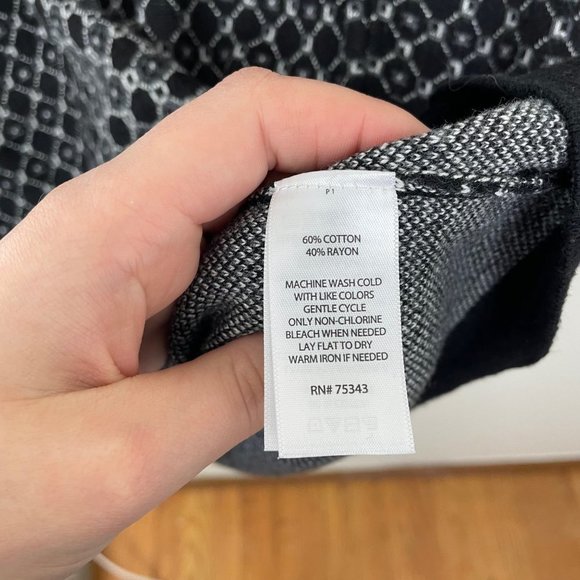 P1
60% COTTON
40% RAYON
MACHINE WASH COLD
WITH LIKE COLORS
GENTLE CYCLE
ONLY NON-CHLORINE
BLEACH WHEN NEEDED
LAY FLAT TO DRY
WARM IRON IF NEEDED
RN# 75343